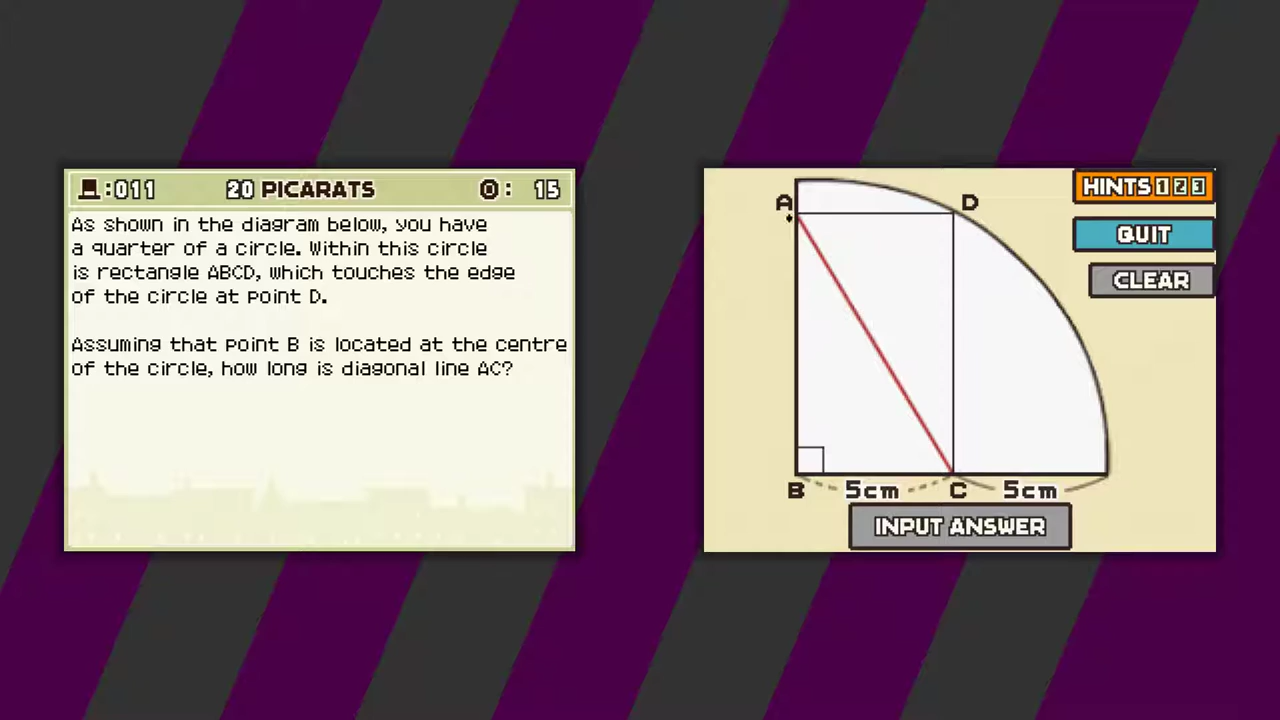 :011 20 PICARATS : 15
As shown in the diagram below, you have
a quarter of a circle. Within this circle
is rectangle ABCD, which touches the edge
of the circle at point D.
Assuming that point B is located at the centre
of the circle, how long is diagonal line AC?
HINTS 1 2 3
A D
QUIT
CLEAR
B 5cm C 5cm
INPUT ANSWER